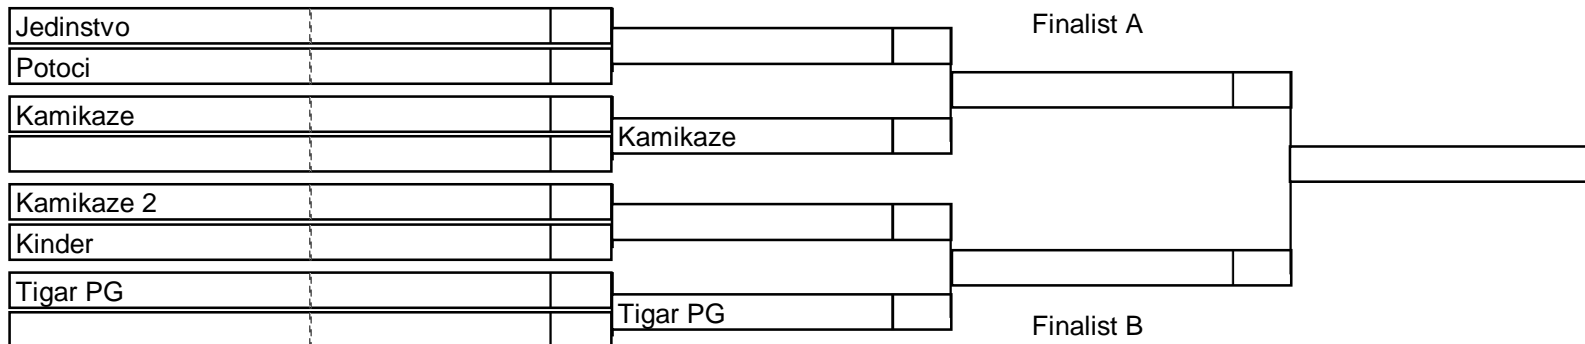 Jedinstvo
Finalist A
Potoci
Kamikaze
Kamikaze
Kamikaze 2
Kinder
Tigar PG
Tigar PG
Finalist B